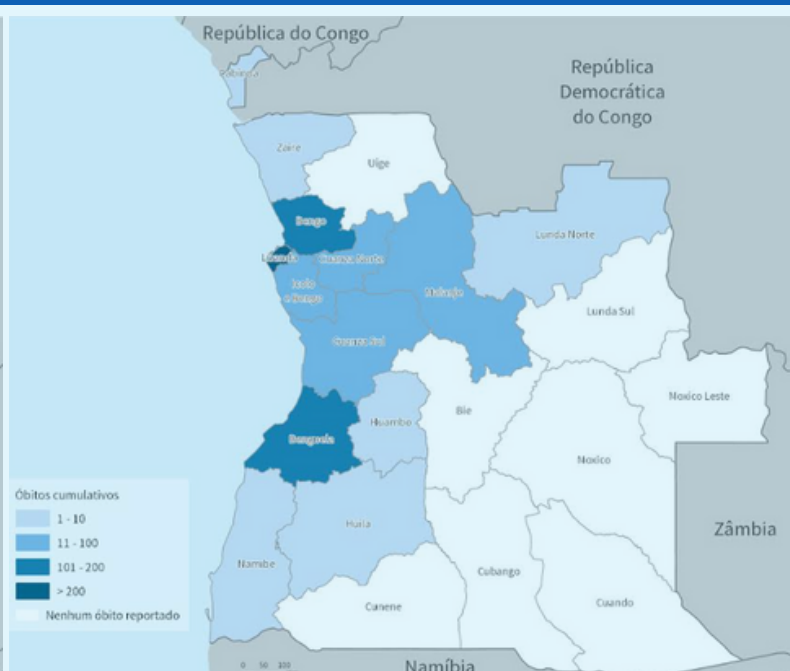 República do Congo
República
Democrática
do Congo
Cabinda
Zaire
Uíge
Bengo
Lunda Norte
Luanda
Cuanza Norte
Icolo
e Bengo
Malanje
Lunda Sul
Cuanza Sul
Moxico Leste
Bié
Huambo
Benguela
Moxico
Óbitos cumulativos
1 - 10
11 - 100
101 - 200
> 200
Nenhum óbito reportado
Huíla
Zâmbia
Namibe
Cubango
Cunene
Cuando
0 50 100
Namíbia